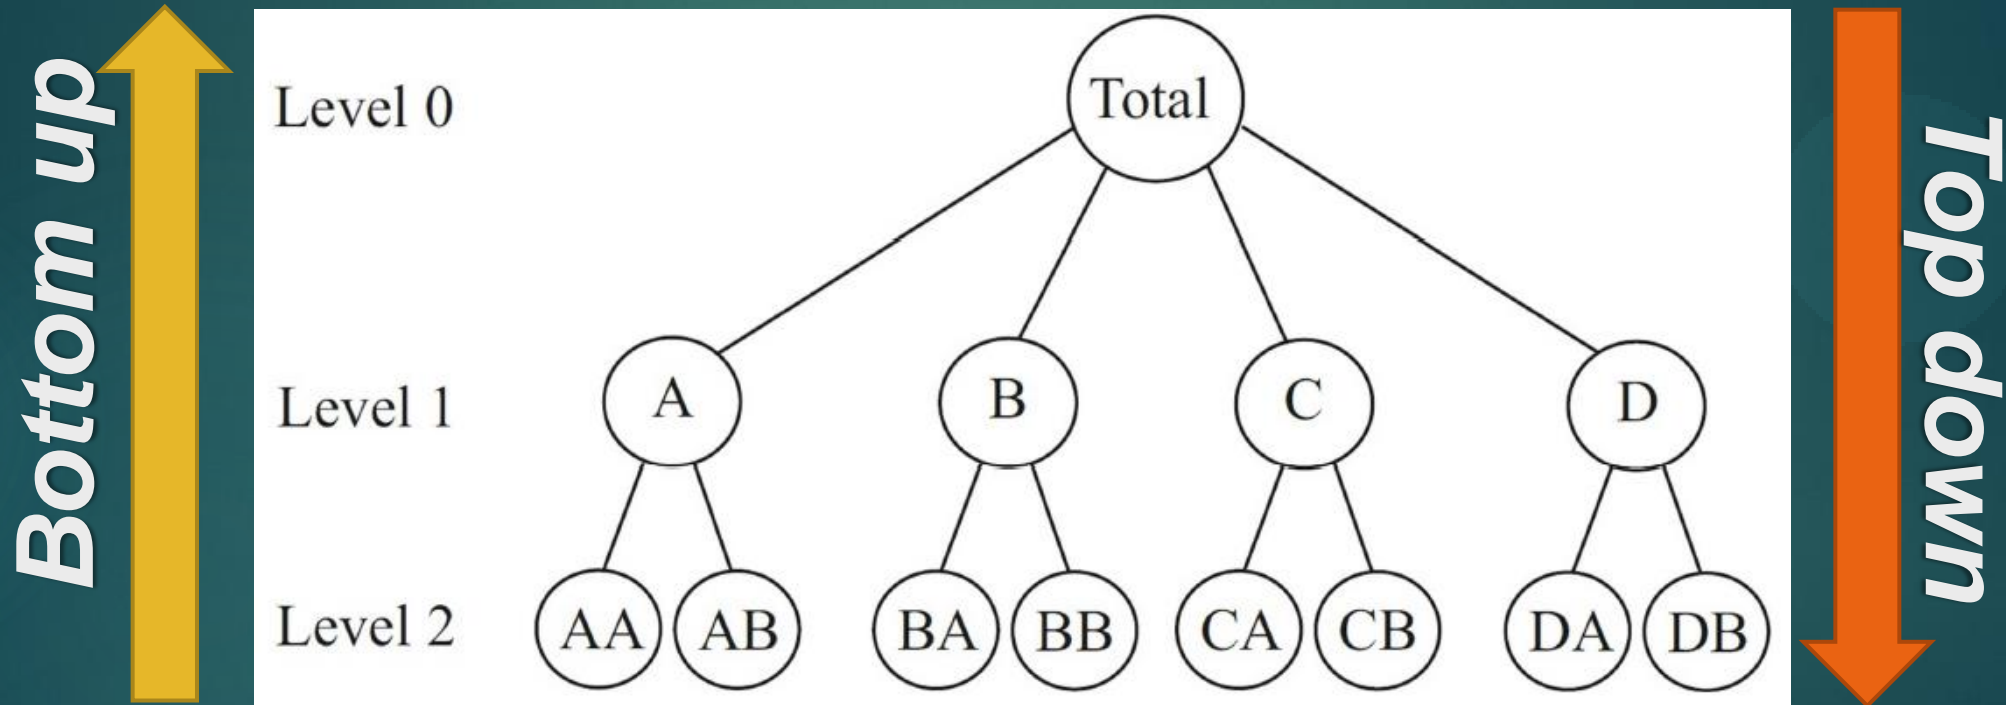 Bottom up
Level 0
Total
Top down
Level 1
A
B
C
D
Level 2
AA
AB
BA
BB
CA
CB
DA
DB